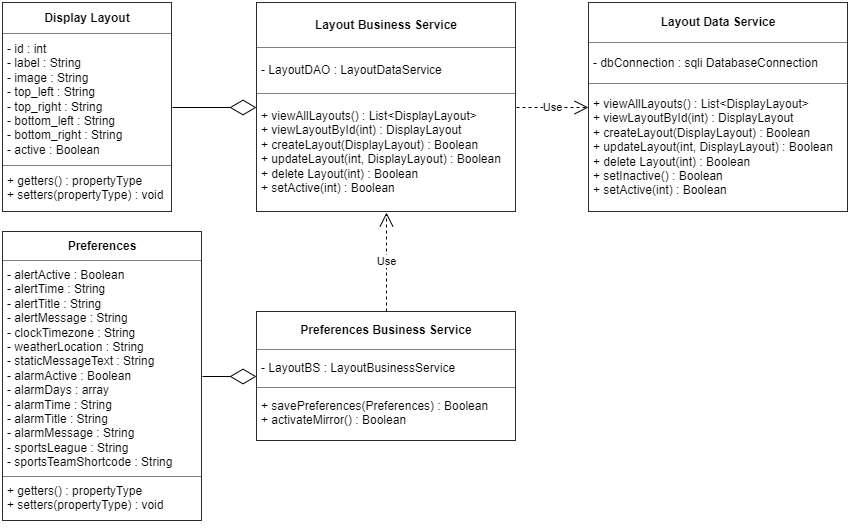 Display Layout
- id : int
- label : String
- image : String
- top_left : String
- top_right : String
- bottom_left : String
- bottom_right : String
- active : Boolean
+ getters() : propertyType
+ setters(propertyType) : void
Layout Business Service
- LayoutDAO : LayoutDataService
+ viewAllLayouts() : List<DisplayLayout>
+ viewLayoutById(int) : DisplayLayout
+ createLayout(DisplayLayout) : Boolean
+ updateLayout(int, DisplayLayout) : Boolean
+ delete Layout(int) : Boolean
+ setActive(int) : Boolean
Use
Layout Data Service
- dbConnection : sqli DatabaseConnection
+ viewAllLayouts() : List<DisplayLayout>
+ viewLayoutById(int) : DisplayLayout
+ createLayout(DisplayLayout) : Boolean
+ updateLayout(int, DisplayLayout) : Boolean
+ delete Layout(int) : Boolean
+ setInactive() : Boolean
+ setActive(int) : Boolean
Preferences
- alertActive : Boolean
- alertTime : String
- alertTitle : String
- alertMessage : String
- clockTimezone : String
- weatherLocation : String
- staticMessageText : String
- alarmActive : Boolean
- alarmDays : array
- alarmTime : String
- alarmTitle : String
- alarmMessage : String
- sportsLeague : String
- sportsTeamShortcode : String
+ getters() : propertyType
+ setters(propertyType) : void
Use
Preferences Business Service
- LayoutBS : LayoutBusinessService
+ savePreferences(Preferences) : Boolean
+ activateMirror() : Boolean